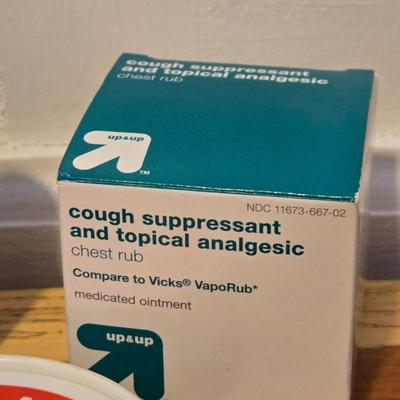 cough suppressant
and topical analgesic
chest rub
up&up
TM
NDC 11673-667-02
cough suppressant
and topical analgesic
chest rub
Compare to Vicks® VapoRub*
medicated ointment
up&up